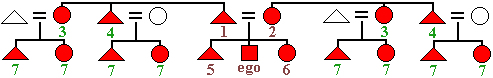 = = = = =
3 4 1 2 3 4
7 7 7 7 5 ego 6 7 7 7 7